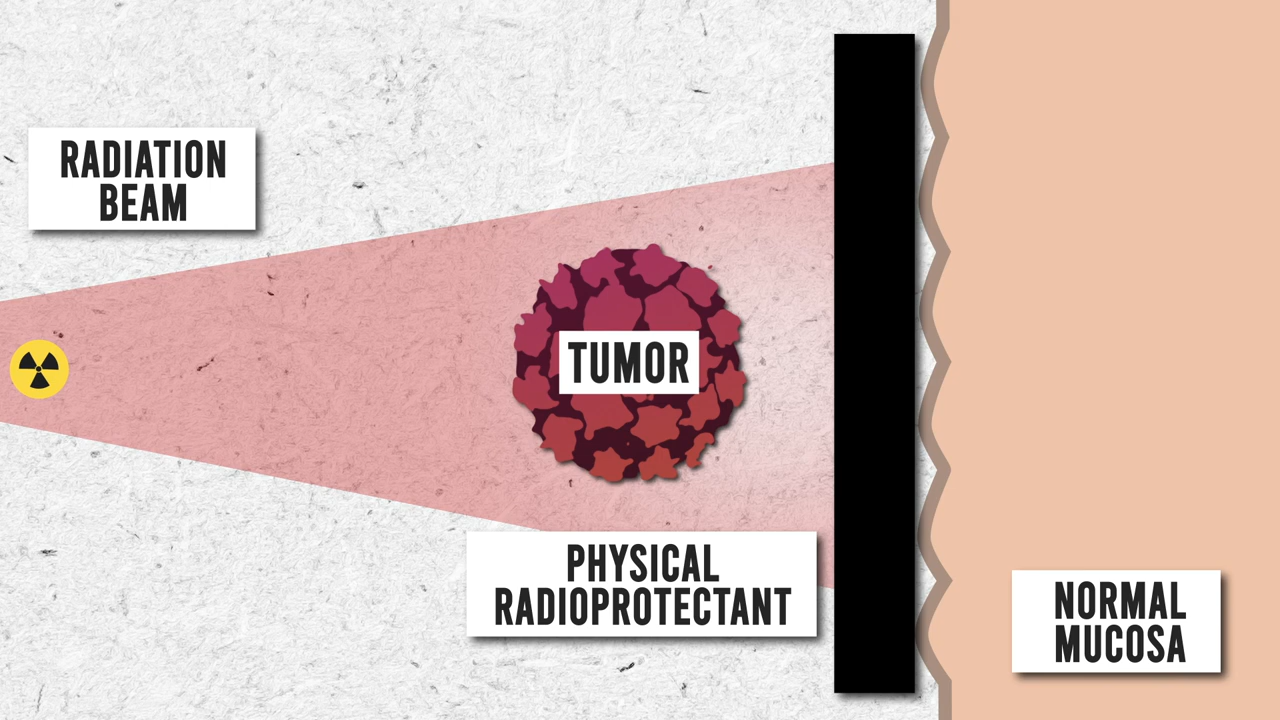 RADIATION
BEAM
TUMOR
PHYSICAL
RADIOPROTECTANT
NORMAL
MUCOSA